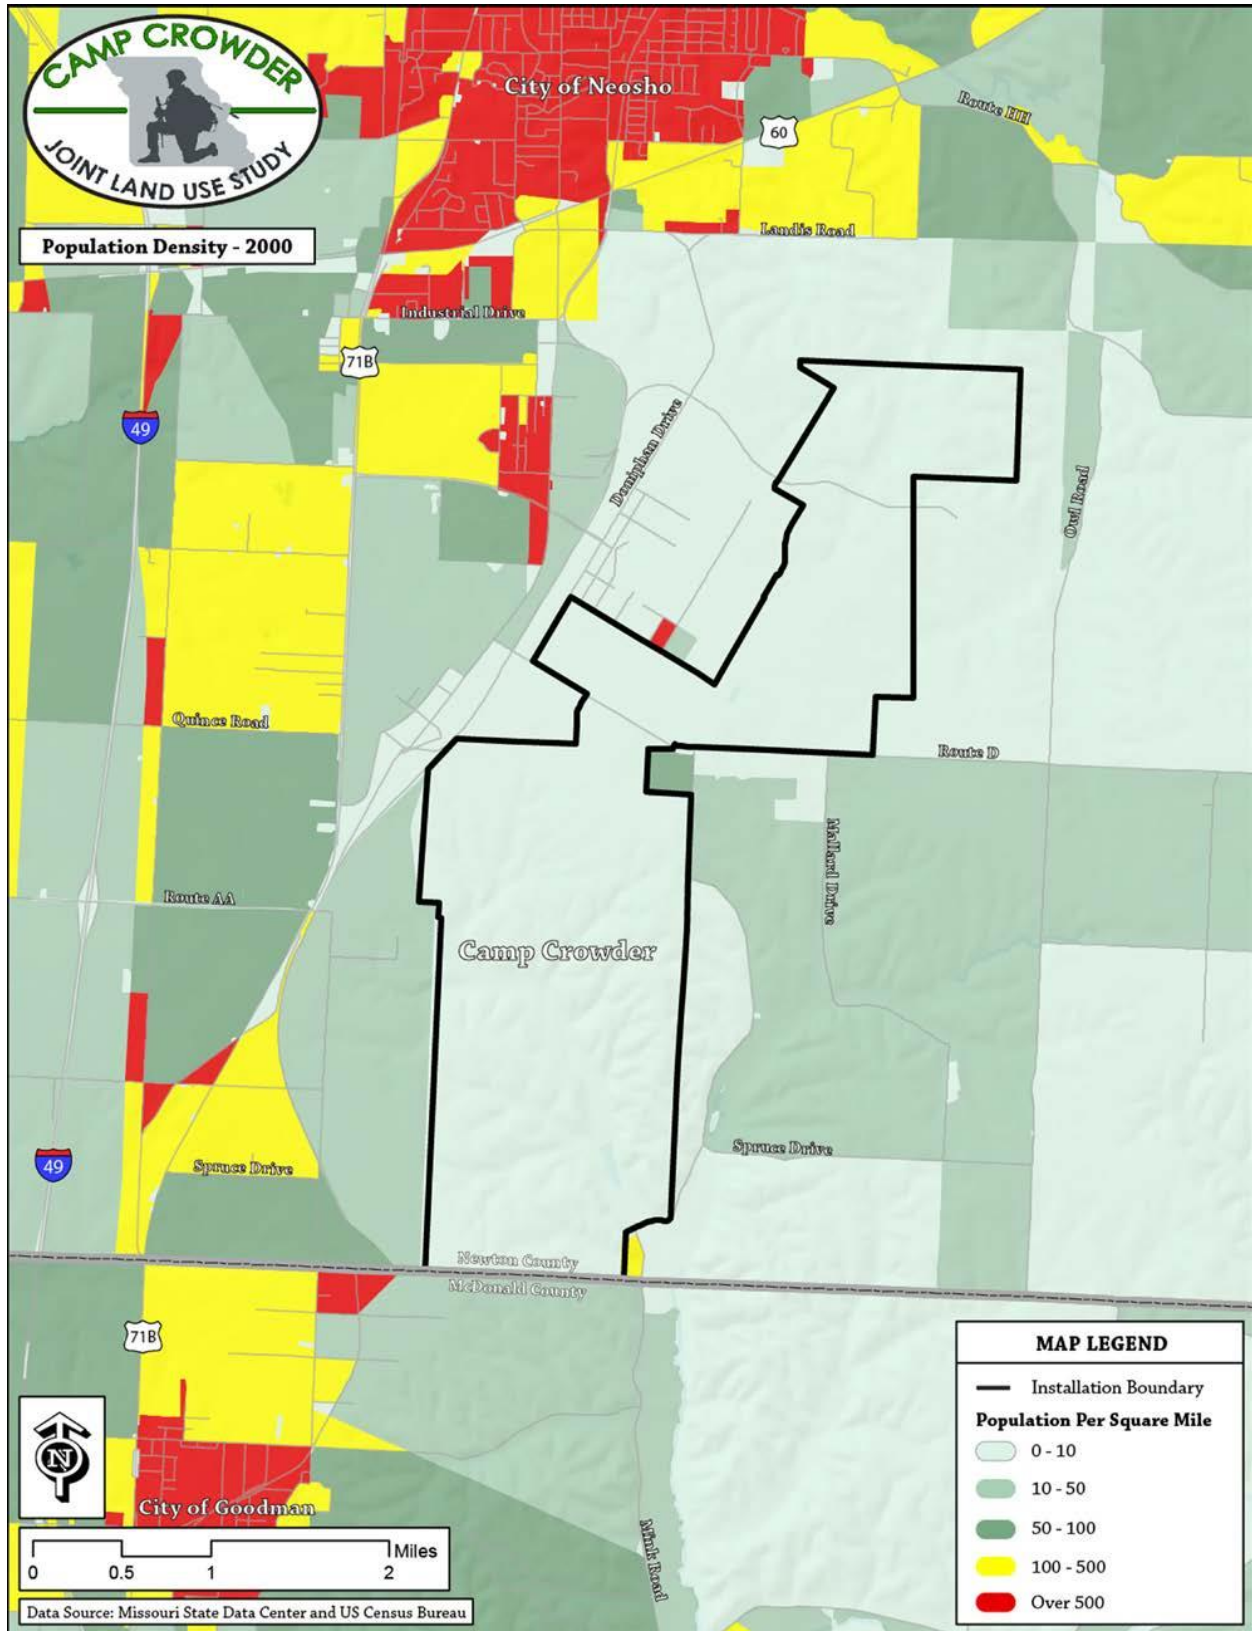 CAMP CROWDER
JOINT LAND USE STUDY
Population Density - 2000
City of Neosho
60
Route HH
Landis Road
Industrial Drive
71B
49
Doniphan Drive
Owl Road
Quince Road
Route D
Mallard Drive
Route AA
Camp Crowder
Spruce Drive
49
Spruce Drive
Newton County
McDonald County
71B
City of Goodman
Mink Road
N
0 0.5 1 2 Miles
Data Source: Missouri State Data Center and US Census Bureau
MAP LEGEND
Installation Boundary
Population Per Square Mile
0 - 10
10 - 50
50 - 100
100 - 500
Over 500